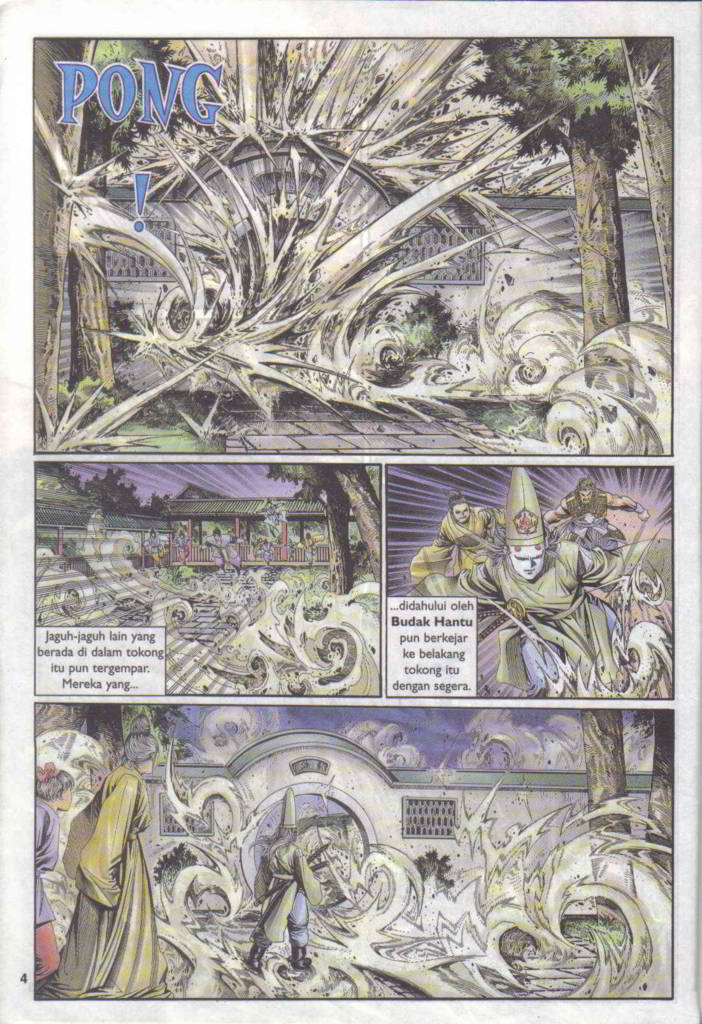 PONG
!
Jaguh-jaguh lain yang
berada di dalam tokong
itu pun tergempar.
Mereka yang...
...didahului oleh
Budak Hantu
pun berkejar
ke belakang
tokong itu
dengan segera.
4